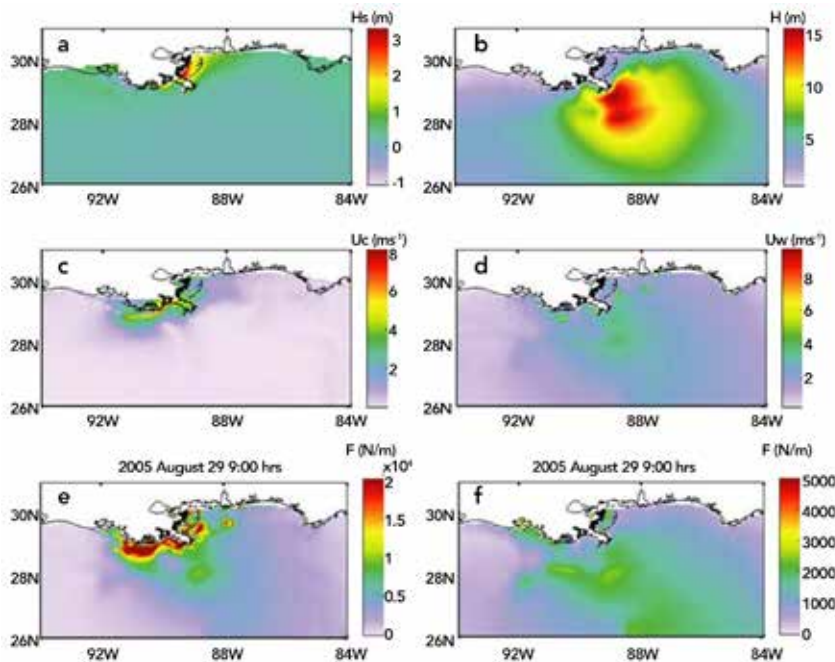 Hs (m)
H (m)
a
b
3
2
1
0
-1
15
10
5
30N
28N
26N
92W
88W
84W
30N
28N
26N
92W
88W
84W
Uc (ms⁻¹)
Uw (ms⁻¹)
c
d
8
6
4
2
8
6
4
2
30N
28N
26N
92W
88W
84W
30N
28N
26N
92W
88W
84W
F (N/m)
F (N/m)
2005 August 29 9:00 hrs
x10⁴
2005 August 29 9:00 hrs
e
f
2
1.5
1
0.5
0
5000
4000
3000
2000
1000
0
30N
28N
26N
92W
88W
84W
30N
28N
26N
92W
88W
84W